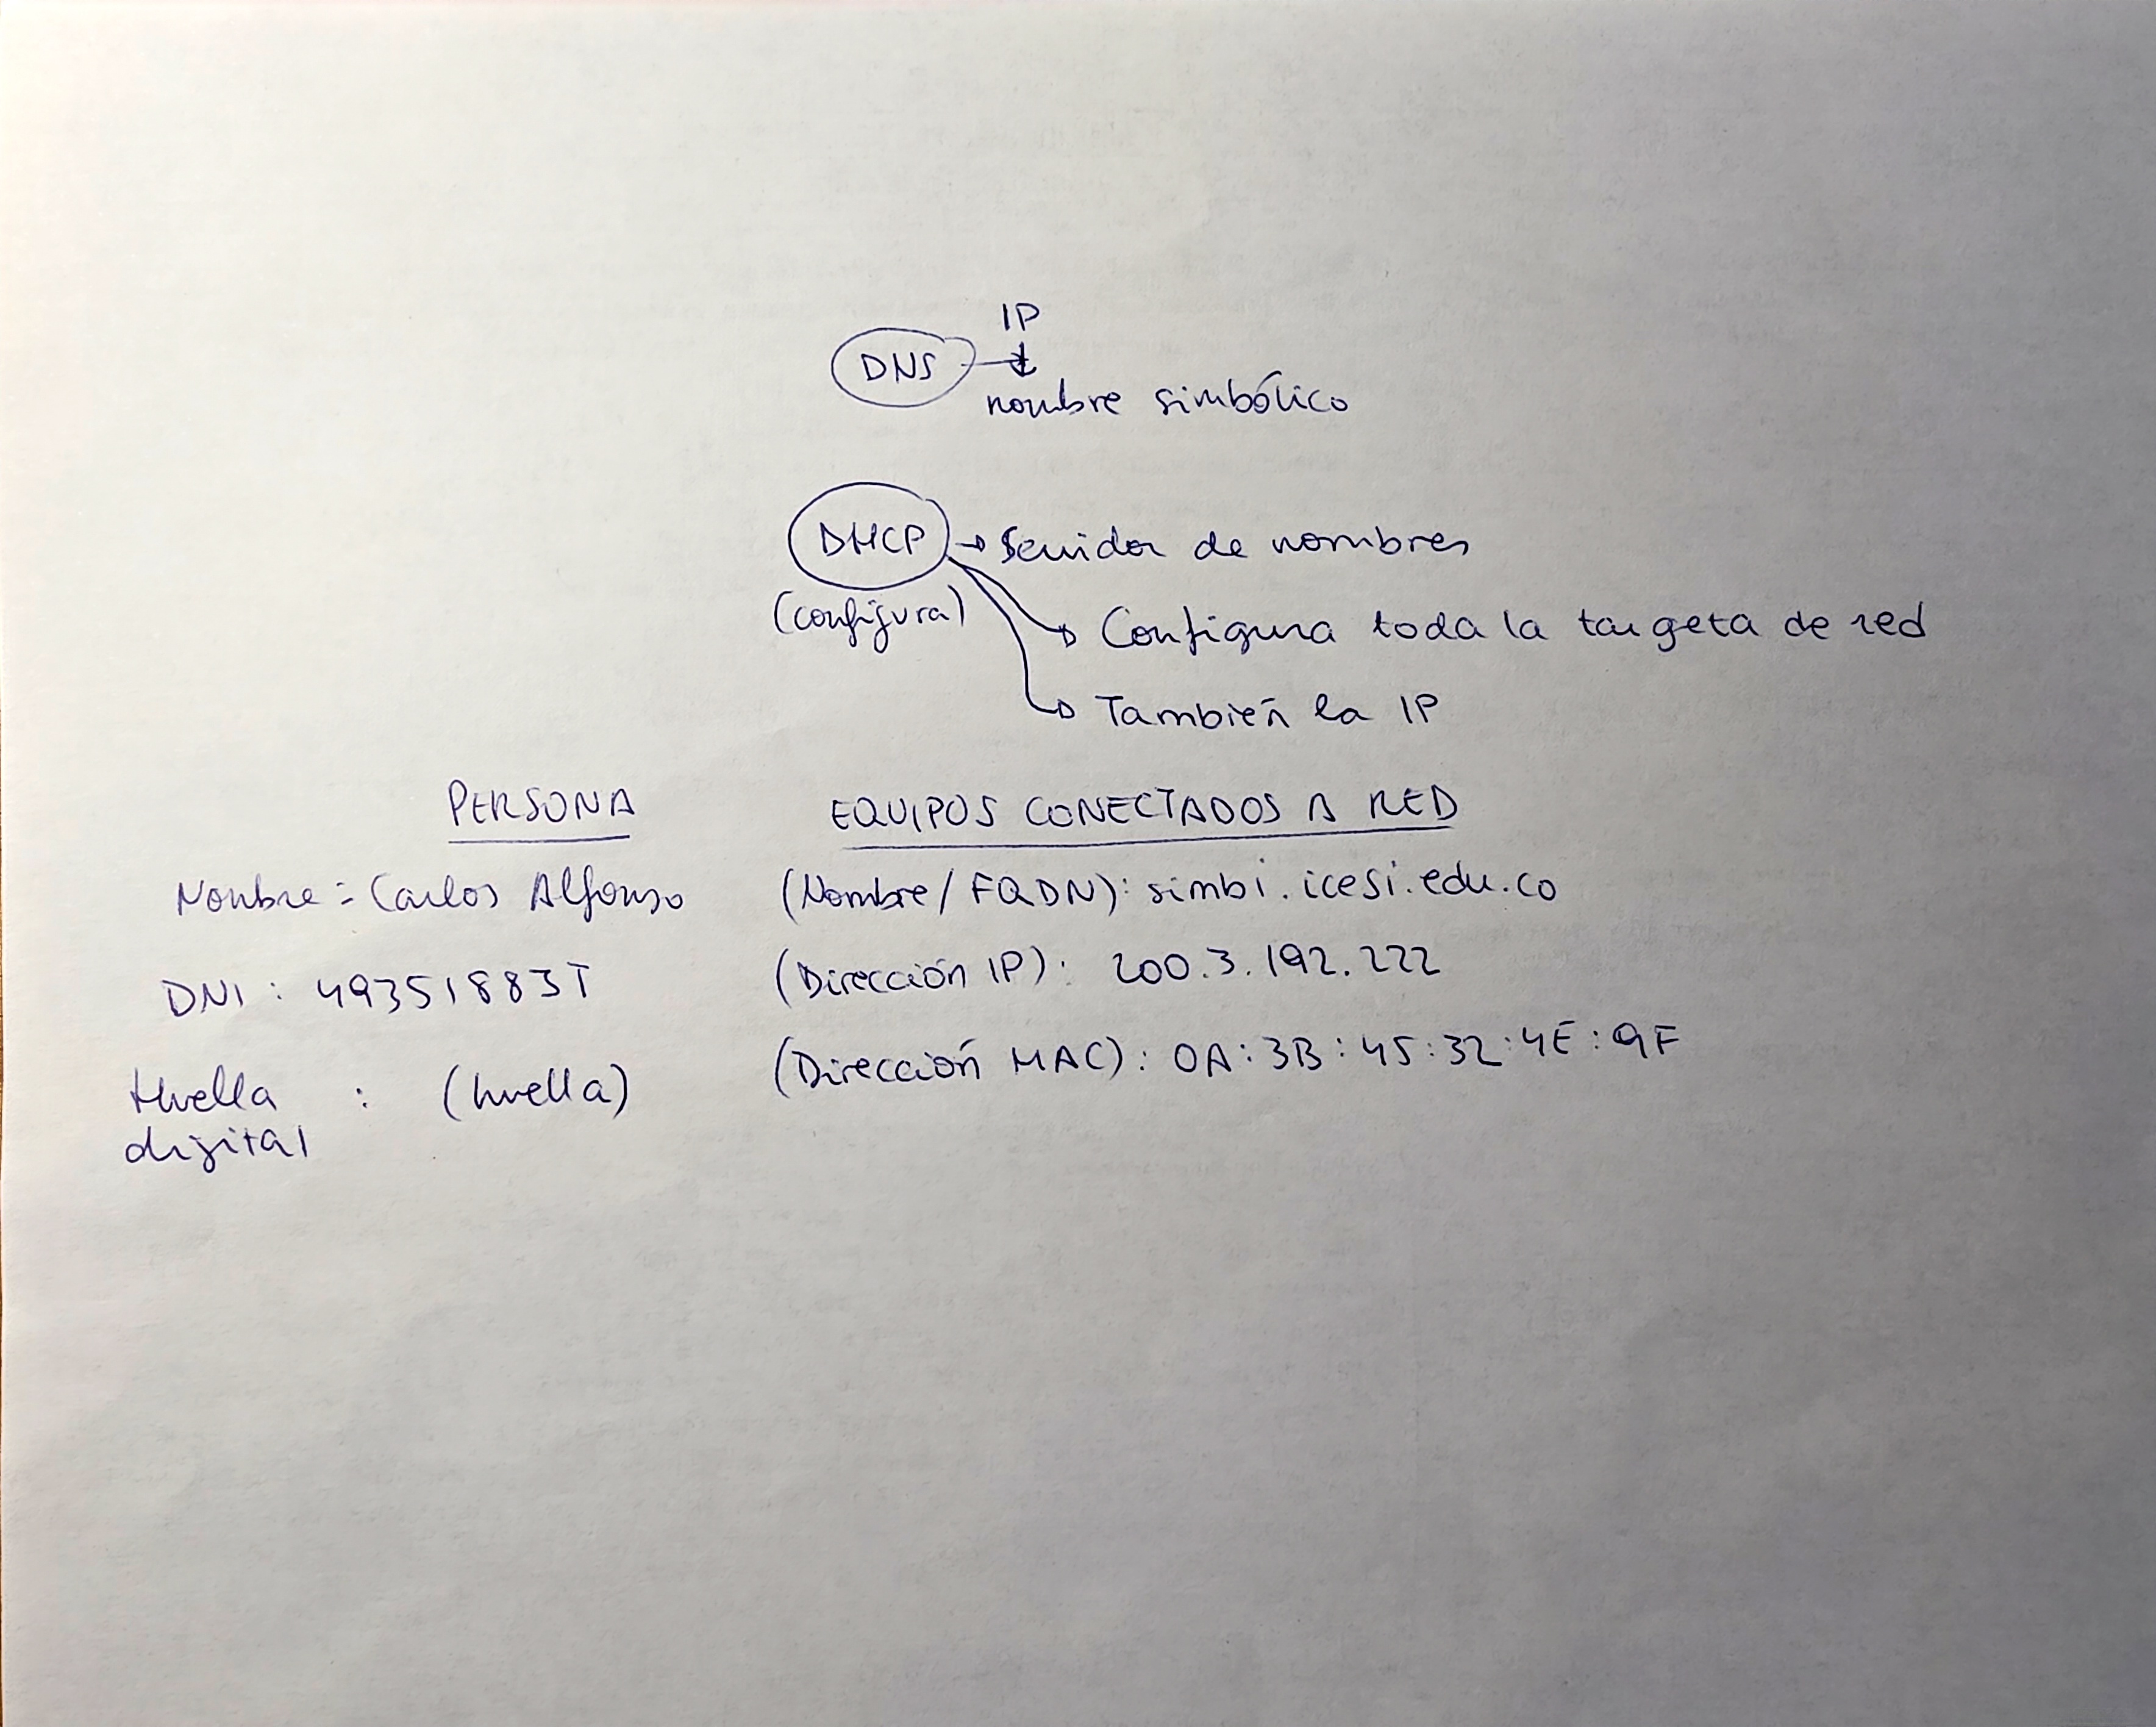 IP
DNS →
nombre simbólico
DHCP → Servidor de nombres
(configura)
→ Configura toda la targeta de red
→ También la IP
PERSONA
EQUIPOS CONECTADOS A RED
Nombre = Carlos Alfonso
(Nombre/ FQDN): simbi.icesi.edu.co
DNI : 49351883T
(Dirección IP): 200.3.192.222
Huella : (huella)
digital
(Dirección MAC): 0A:3B:45:32:4E:9F